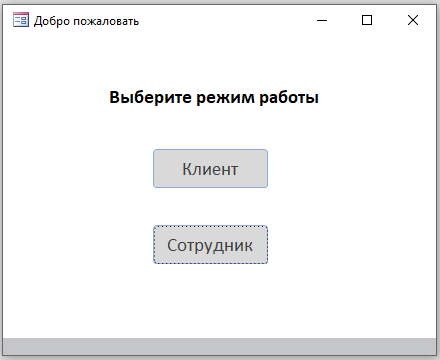 Добро пожаловать
Выберите режим работы
Клиент
Сотрудник